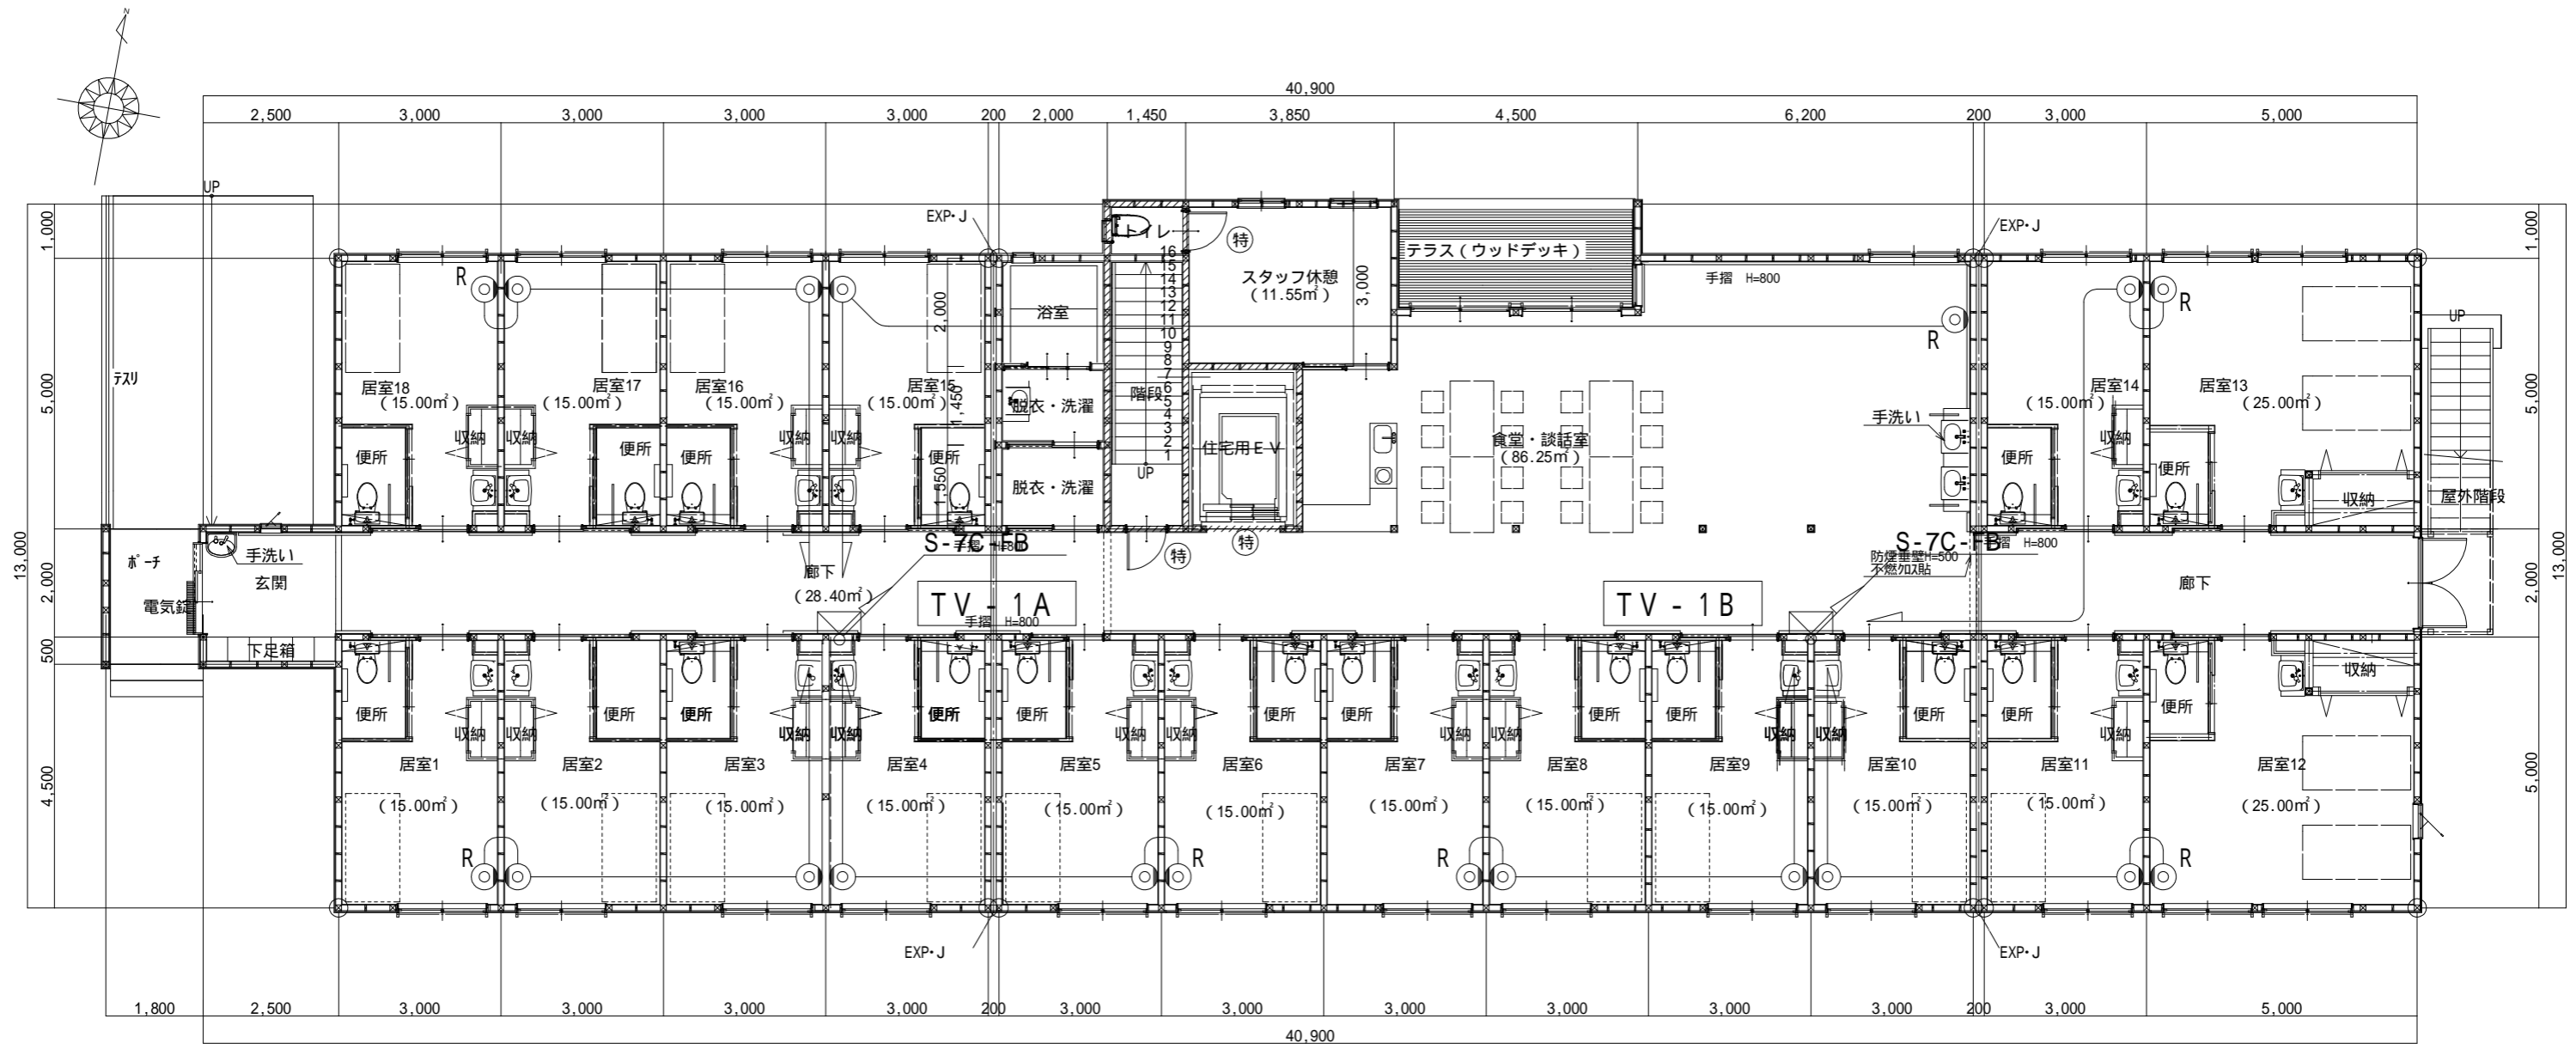 N
40,900
2,500 3,000 3,000 3,000 3,000 200 2,000 1,450 3,850 4,500 6,200 200 3,000 5,000
UP
EXP・J
EXP・J
1,000
1,000
トイレ
特
テラス（ウッドデッキ）
スタッフ休憩
（11.55㎡）
3,000
手摺 H=800
R
R
R
UP
16
15
14
13
12
11
10
9
8
7
6
5
4
3
2
1
UP
浴室
2,000
1,450
1,550
テスリ
5,000
5,000
居室18
（15.00㎡）
居室17
（15.00㎡）
居室16
（15.00㎡）
居室15
（15.00㎡）
脱衣・洗濯
階段
居室14
（15.00㎡）
居室13
（25.00㎡）
手洗い
収納 収納 収納 収納 収納
便所 便所 便所 便所 便所 便所
住宅用ＥＶ
食堂・談話室
（86.25㎡）
脱衣・洗濯
収納
屋外階段
13,000
13,000
ﾎﾟｰﾁ
手洗い
玄関
電気錠
下足箱
2,000
2,000
500
廊下
（28.40㎡）
手摺 H=800
S-7C-FB
特
特
TV-1A
手摺 H=800
TV-1B
S-7C-FB
手摺 H=800
防煙垂壁H=500
不燃クロス貼
廊下
収納
便所 便所 便所 便所 便所 便所 便所 便所 便所 便所 便所 便所
収納 収納 収納 収納 収納 収納 収納 収納 収納 収納 収納
4,500
5,000
居室1 居室2 居室3 居室4 居室5 居室6 居室7 居室8 居室9 居室10 居室11 居室12
（15.00㎡） （15.00㎡） （15.00㎡） （15.00㎡） （15.00㎡） （15.00㎡） （15.00㎡） （15.00㎡） （15.00㎡） （15.00㎡） （15.00㎡） （25.00㎡）
R R R R
EXP・J
EXP・J
1,800 2,500 3,000 3,000 3,000 3,000 200 3,000 3,000 3,000 3,000 3,000 3,000 200 3,000 5,000
40,900